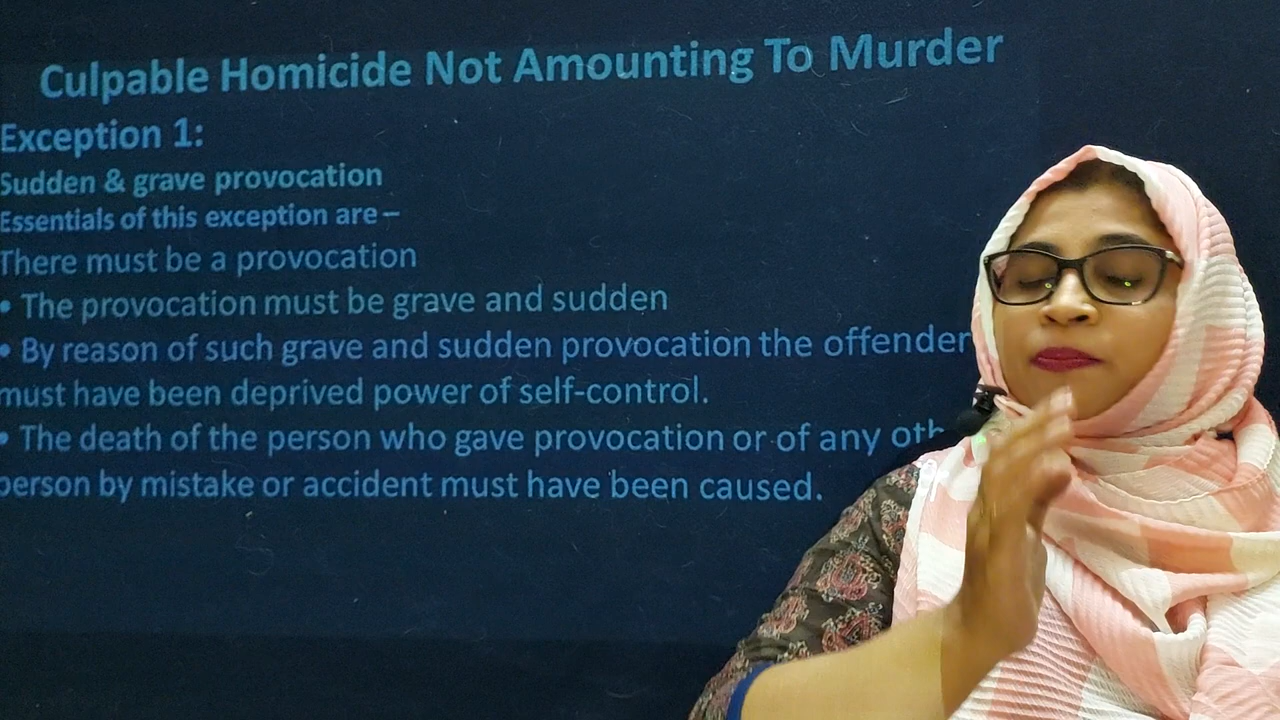 Culpable Homicide Not Amounting To Murder
Exception 1:
Sudden & grave provocation
Essentials of this exception are –
There must be a provocation
• The provocation must be grave and sudden
• By reason of such grave and sudden provocation the offender
must have been deprived power of self-control.
• The death of the person who gave provocation or of any
person by mistake or accident must have been caused.